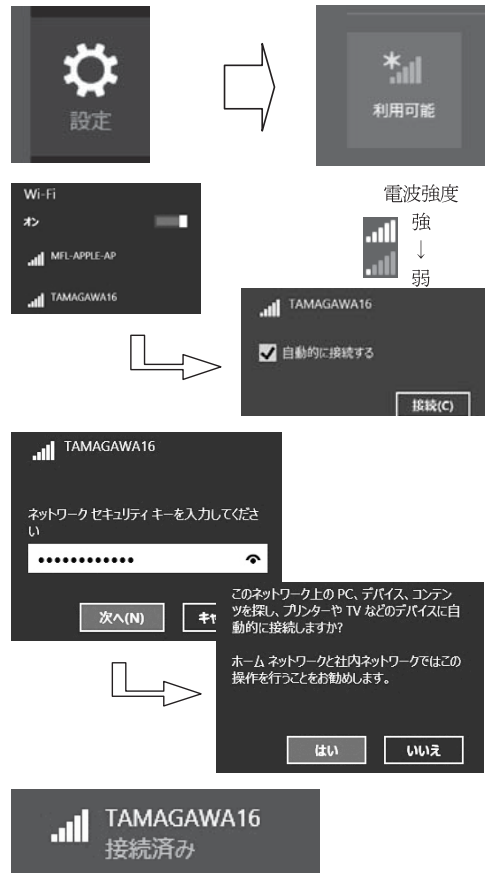 設定
利用可能
Wi-Fi
オン
MFL-APPLE-AP
TAMAGAWA16
電波強度
強
↓
弱
TAMAGAWA16
自動的に接続する
接続(C)
TAMAGAWA16
ネットワーク セキュリティ キーを入力してくださ
い
次へ(N)
キャ
このネットワーク上の PC、デバイス、コンテン
ツを探し、プリンターや TV などのデバイスに自
動的に接続しますか?
ホーム ネットワークと社内ネットワークではこの
操作を行うことをお勧めします。
はい
いいえ
TAMAGAWA16
接続済み